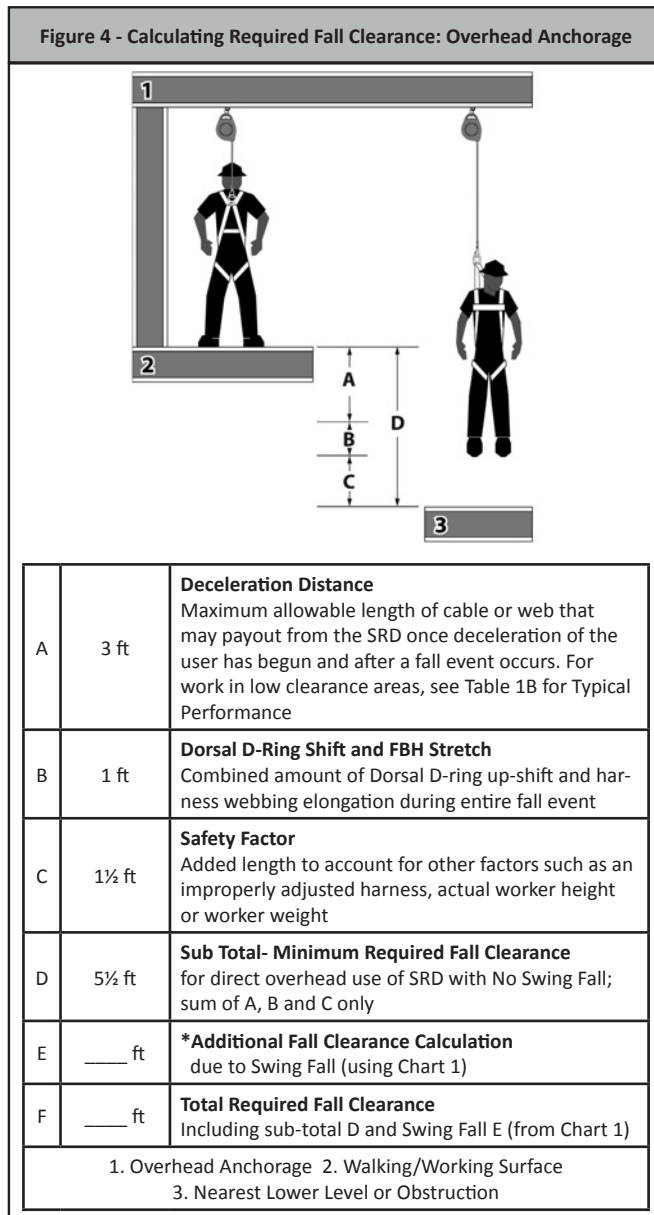 Figure 4 - Calculating Required Fall Clearance: Overhead Anchorage
1
2
A
B
C
D
3
A
3 ft
Deceleration Distance
Maximum allowable length of cable or web that
may payout from the SRD once deceleration of the
user has begun and after a fall event occurs. For
work in low clearance areas, see Table 1B for Typical
Performance
B
1 ft
Dorsal D-Ring Shift and FBH Stretch
Combined amount of Dorsal D-ring up-shift and har-
ness webbing elongation during entire fall event
C
1½ ft
Safety Factor
Added length to account for other factors such as an
improperly adjusted harness, actual worker height
or worker weight
D
5½ ft
Sub Total- Minimum Required Fall Clearance
for direct overhead use of SRD with No Swing Fall;
sum of A, B and C only
E
____ ft
*Additional Fall Clearance Calculation
due to Swing Fall (using Chart 1)
F
____ ft
Total Required Fall Clearance
Including sub-total D and Swing Fall E (from Chart 1)
1. Overhead Anchorage 2. Walking/Working Surface
3. Nearest Lower Level or Obstruction